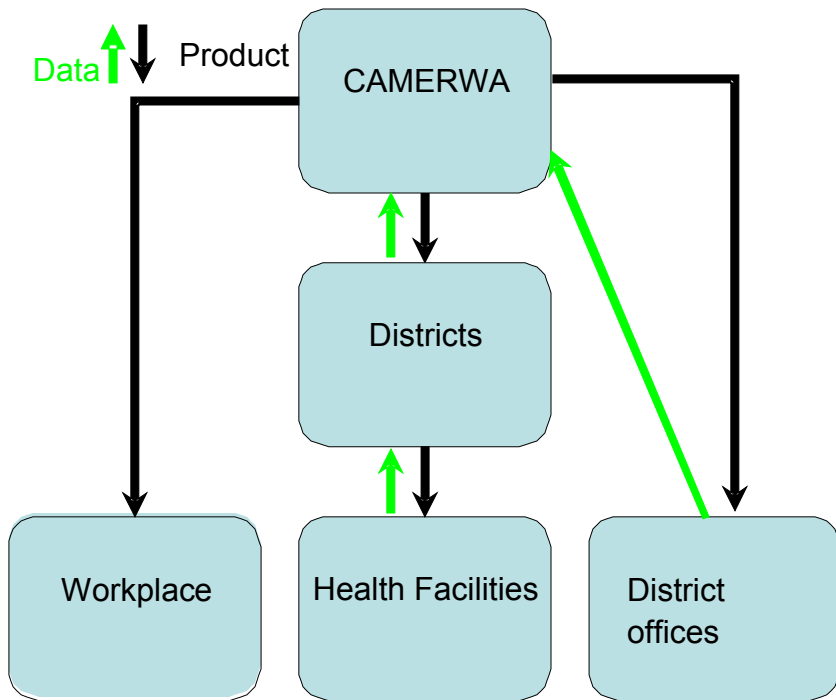 Data
Product
CAMERWA
Districts
Workplace
Health Facilities
District
offices